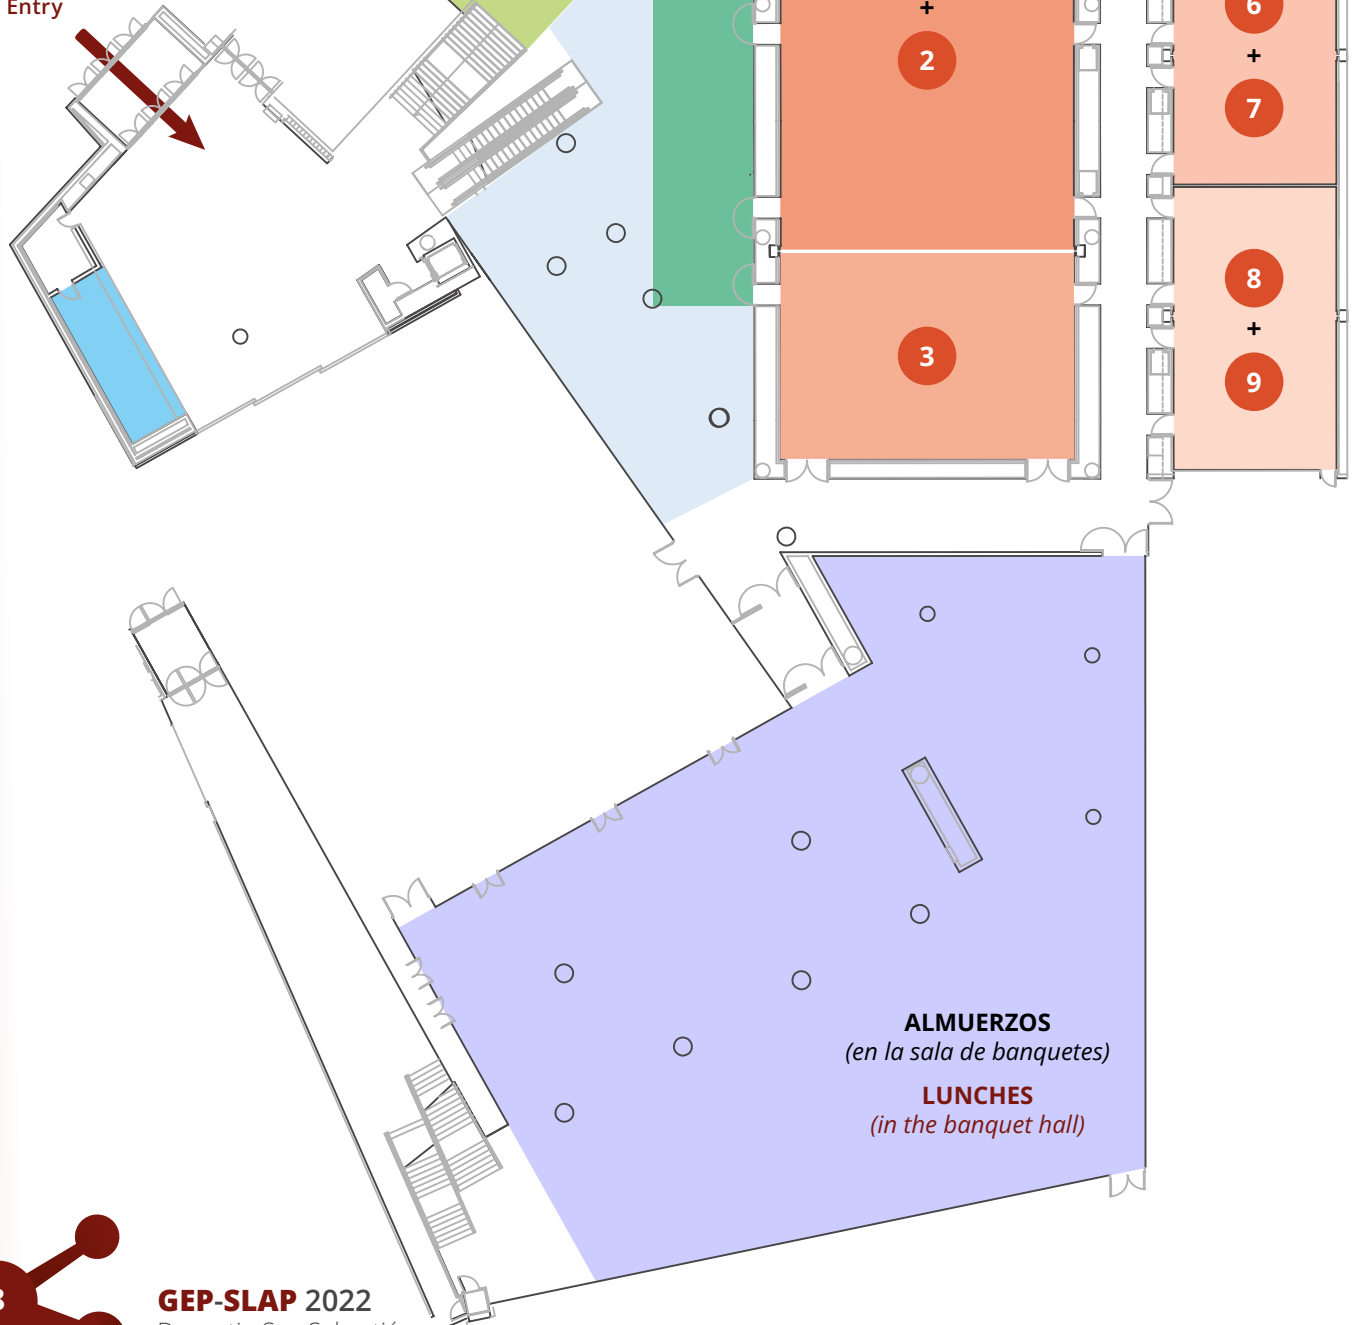 Entry
+
2
6
+
7
3
8
+
9
ALMUERZOS
(en la sala de banquetes)
LUNCHES
(in the banquet hall)
GEP-SLAP 2022